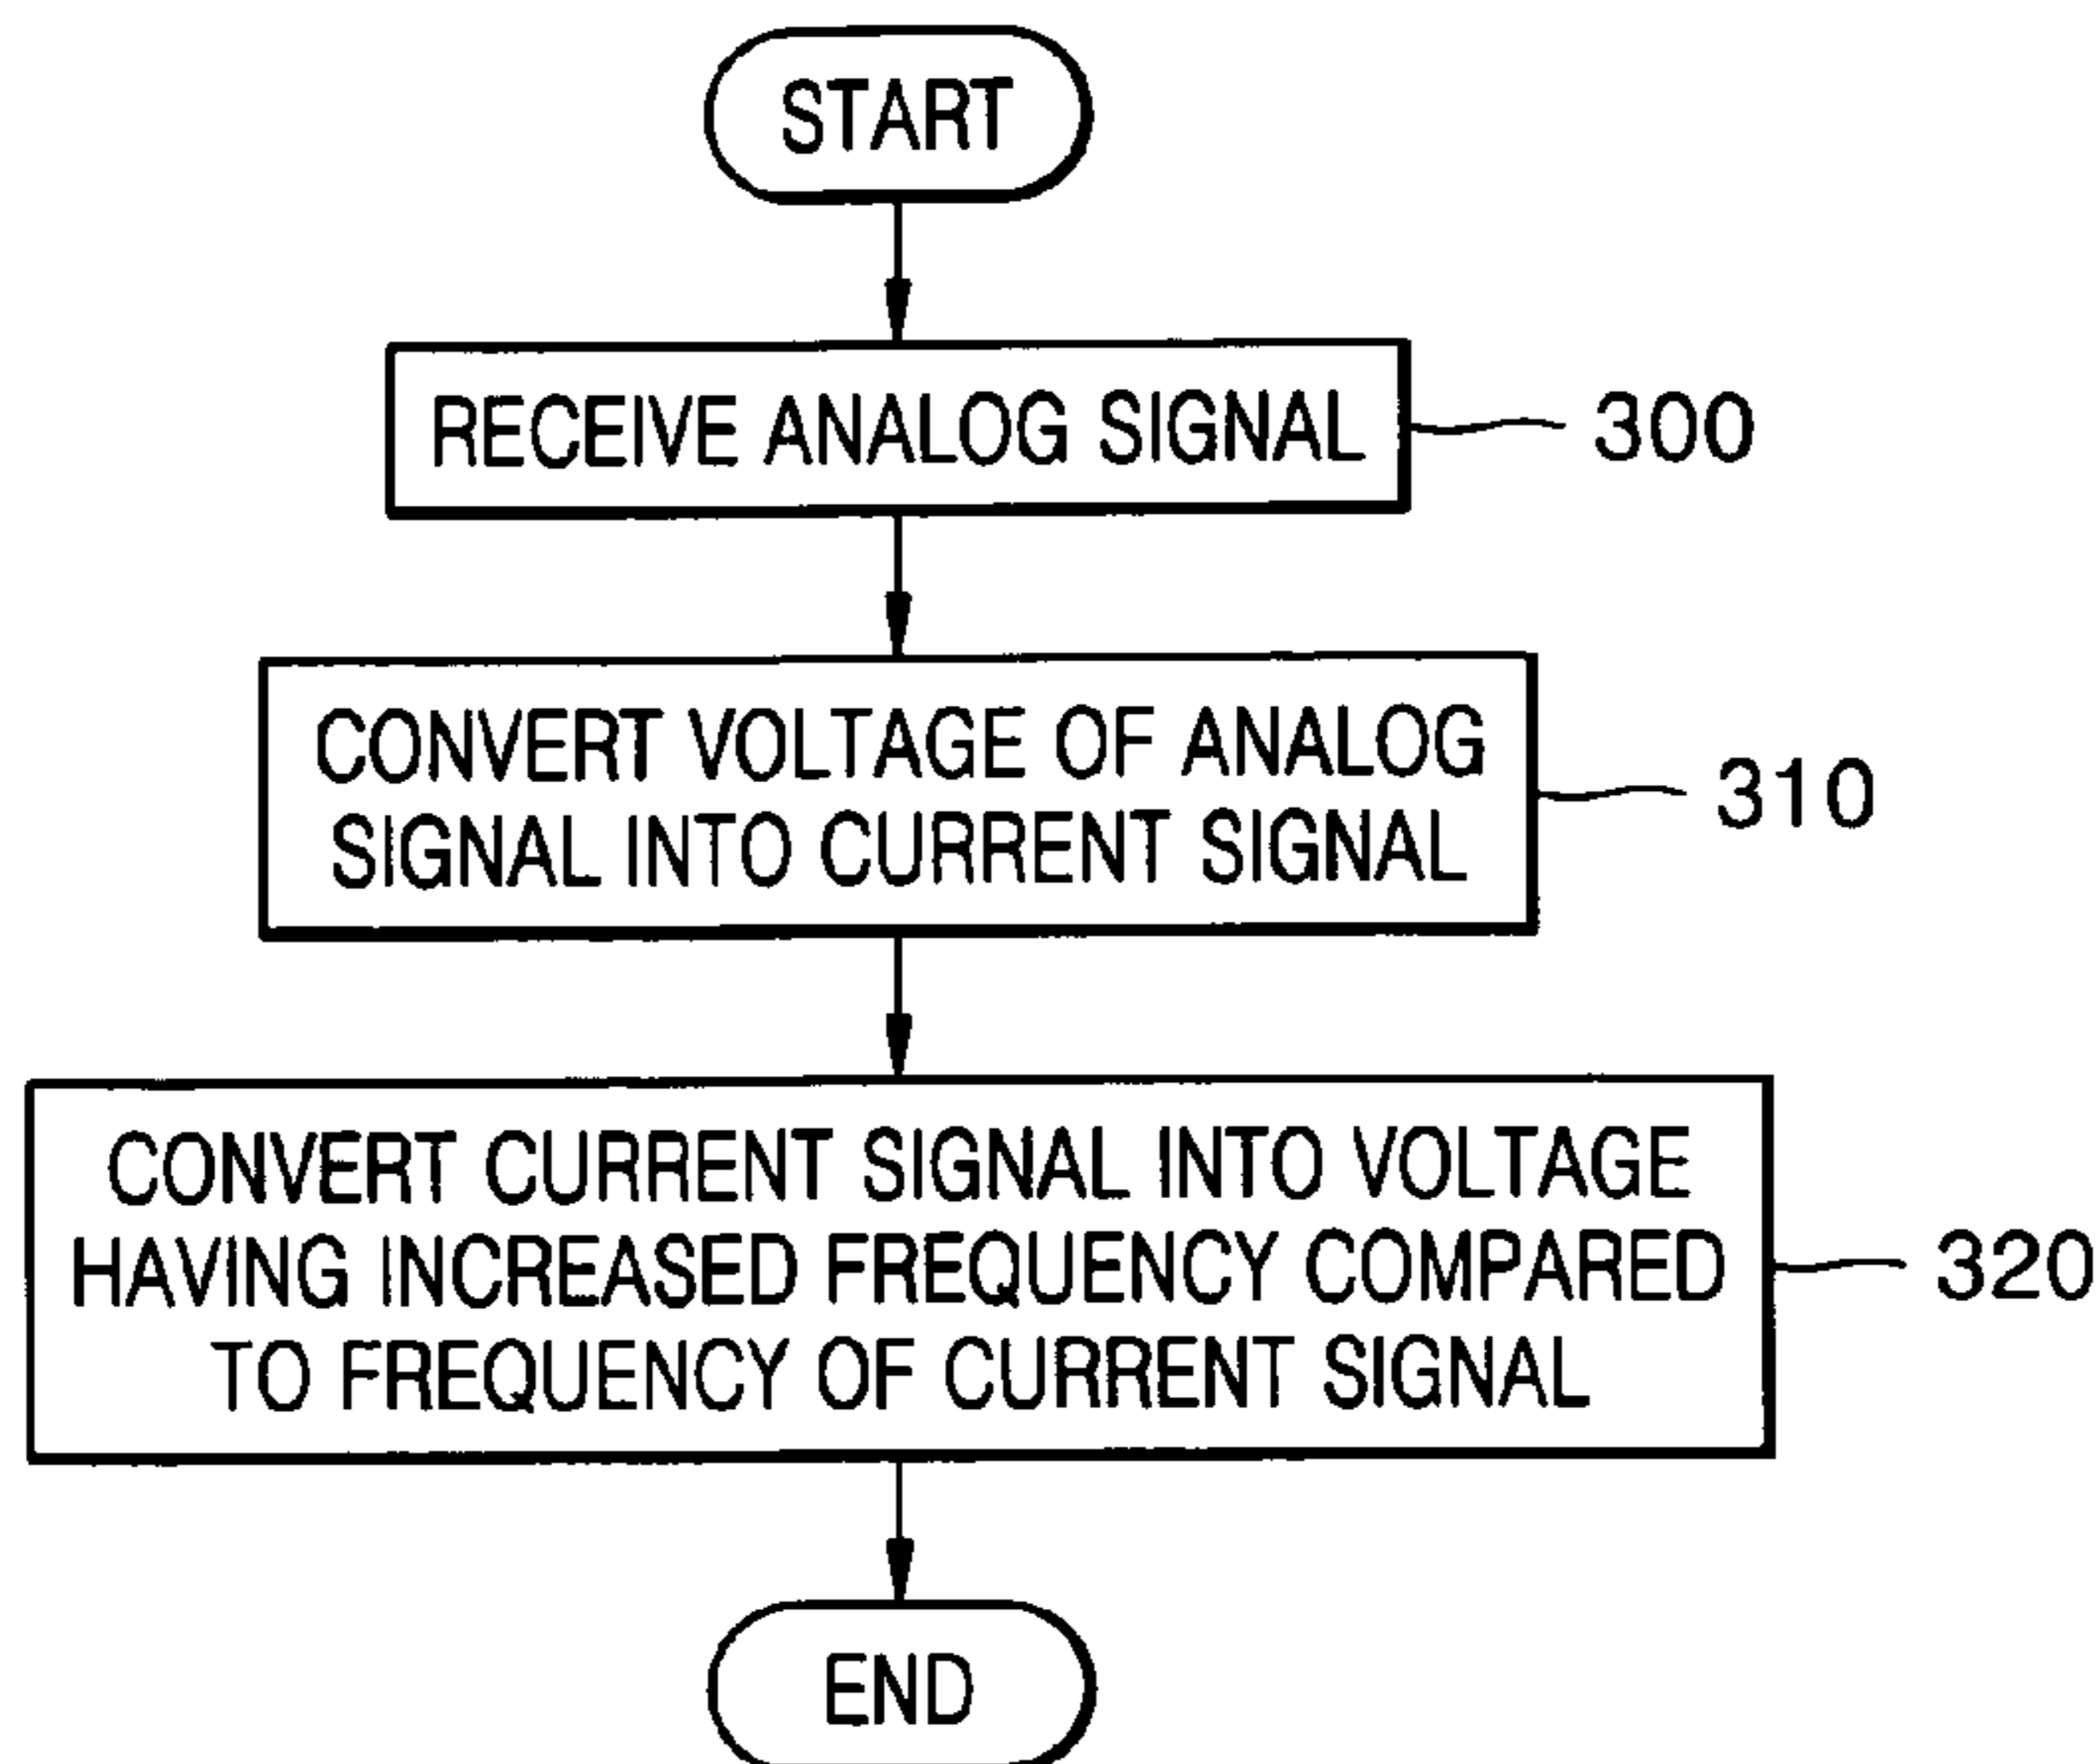 START
RECEIVE ANALOG SIGNAL
300
CONVERT VOLTAGE OF ANALOG
SIGNAL INTO CURRENT SIGNAL
310
CONVERT CURRENT SIGNAL INTO VOLTAGE
HAVING INCREASED FREQUENCY COMPARED
TO FREQUENCY OF CURRENT SIGNAL
320
END